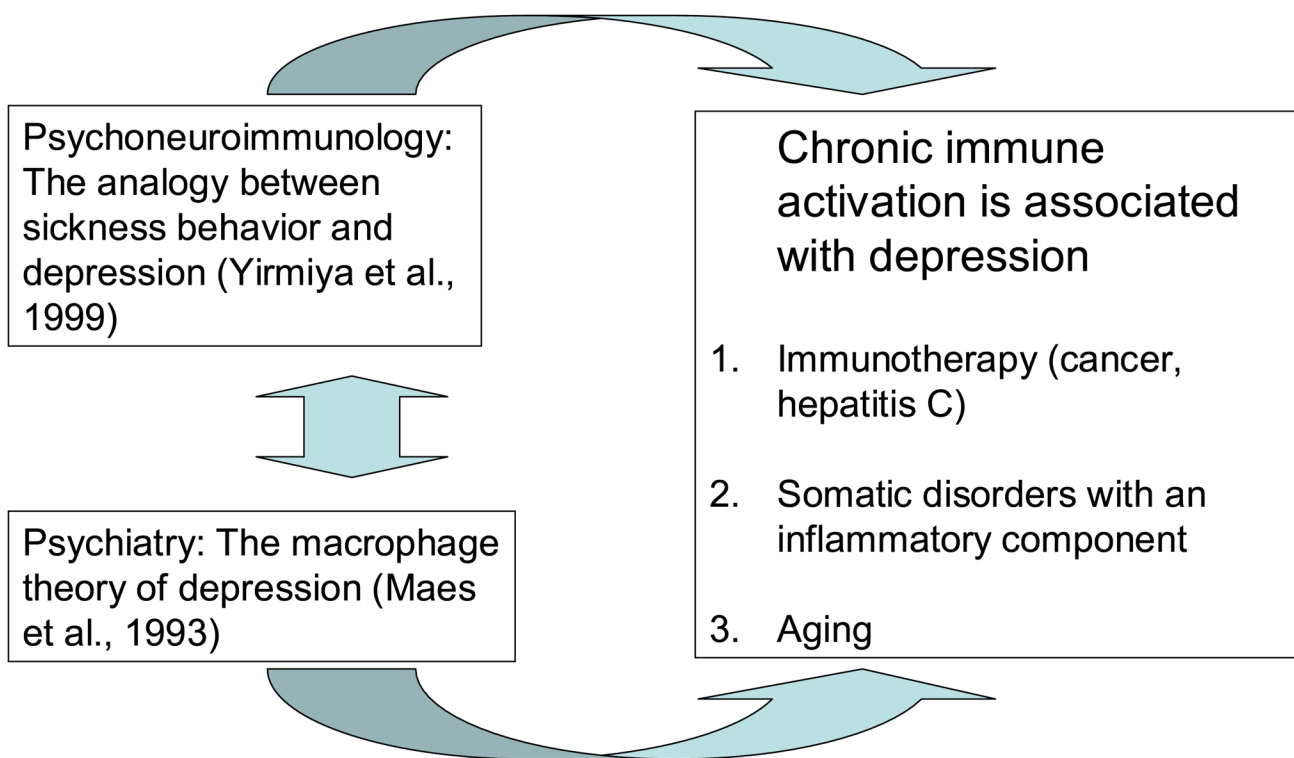 Psychoneuroimmunology:
The analogy between
sickness behavior and
depression (Yirmiya et al.,
1999)
Psychiatry: The macrophage
theory of depression (Maes
et al., 1993)
Chronic immune
activation is associated
with depression
1. Immunotherapy (cancer,
hepatitis C)
2. Somatic disorders with an
inflammatory component
3. Aging